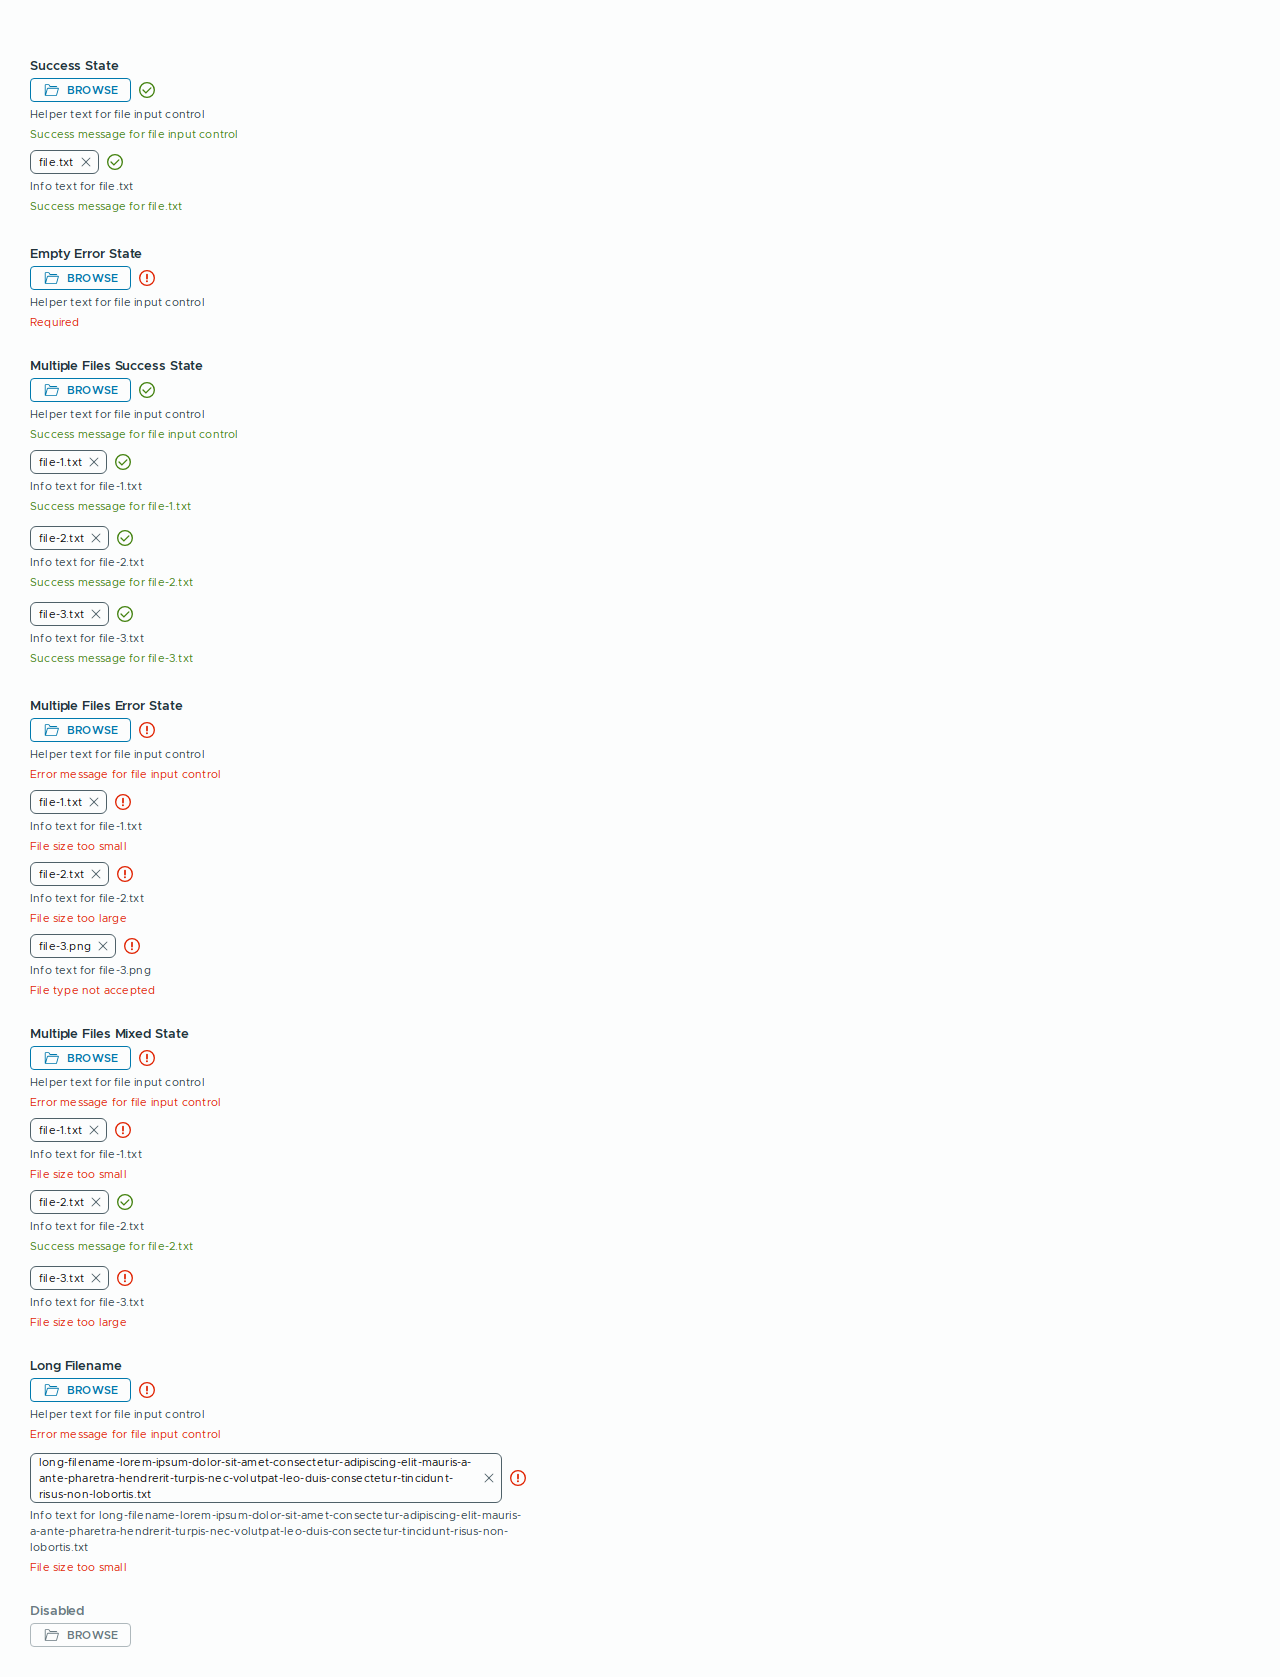 Success State
BROWSE
Helper text for file input control
Success message for file input control
file.txt
Info text for file.txt
Success message for file.txt
Empty Error State
BROWSE
Helper text for file input control
Required
Multiple Files Success State
BROWSE
Helper text for file input control
Success message for file input control
file-1.txt
Info text for file-1.txt
Success message for file-1.txt
file-2.txt
Info text for file-2.txt
Success message for file-2.txt
file-3.txt
Info text for file-3.txt
Success message for file-3.txt
Multiple Files Error State
BROWSE
Helper text for file input control
Error message for file input control
file-1.txt
Info text for file-1.txt
File size too small
file-2.txt
Info text for file-2.txt
File size too large
file-3.png
Info text for file-3.png
File type not accepted
Multiple Files Mixed State
BROWSE
Helper text for file input control
Error message for file input control
file-1.txt
Info text for file-1.txt
File size too small
file-2.txt
Info text for file-2.txt
Success message for file-2.txt
file-3.txt
Info text for file-3.txt
File size too large
Long Filename
BROWSE
Helper text for file input control
Error message for file input control
long-filename-lorem-ipsum-dolor-sit-amet-consectetur-adipiscing-elit-mauris-a-
ante-pharetra-hendrerit-turpis-nec-volutpat-leo-duis-consectetur-tincidunt-
risus-non-lobortis.txt
Info text for long-filename-lorem-ipsum-dolor-sit-amet-consectetur-adipiscing-elit-mauris-
a-ante-pharetra-hendrerit-turpis-nec-volutpat-leo-duis-consectetur-tincidunt-risus-non-
lobortis.txt
File size too small
Disabled
BROWSE